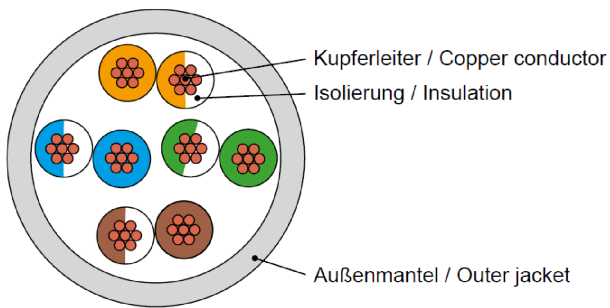 Kupferleiter / Copper conductor
Isolierung / Insulation
Außenmantel / Outer jacket